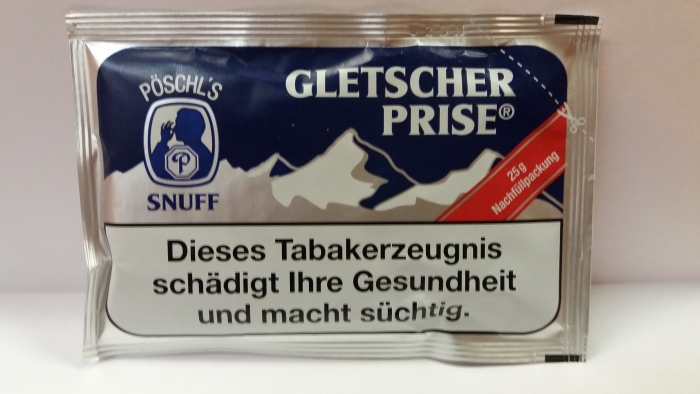 PÖSCHL'S
P
SNUFF
GLETSCHER
PRISE®
25g
Nachfüllpackung
Dieses Tabakerzeugnis
schädigt Ihre Gesundheit
und macht süchtig.